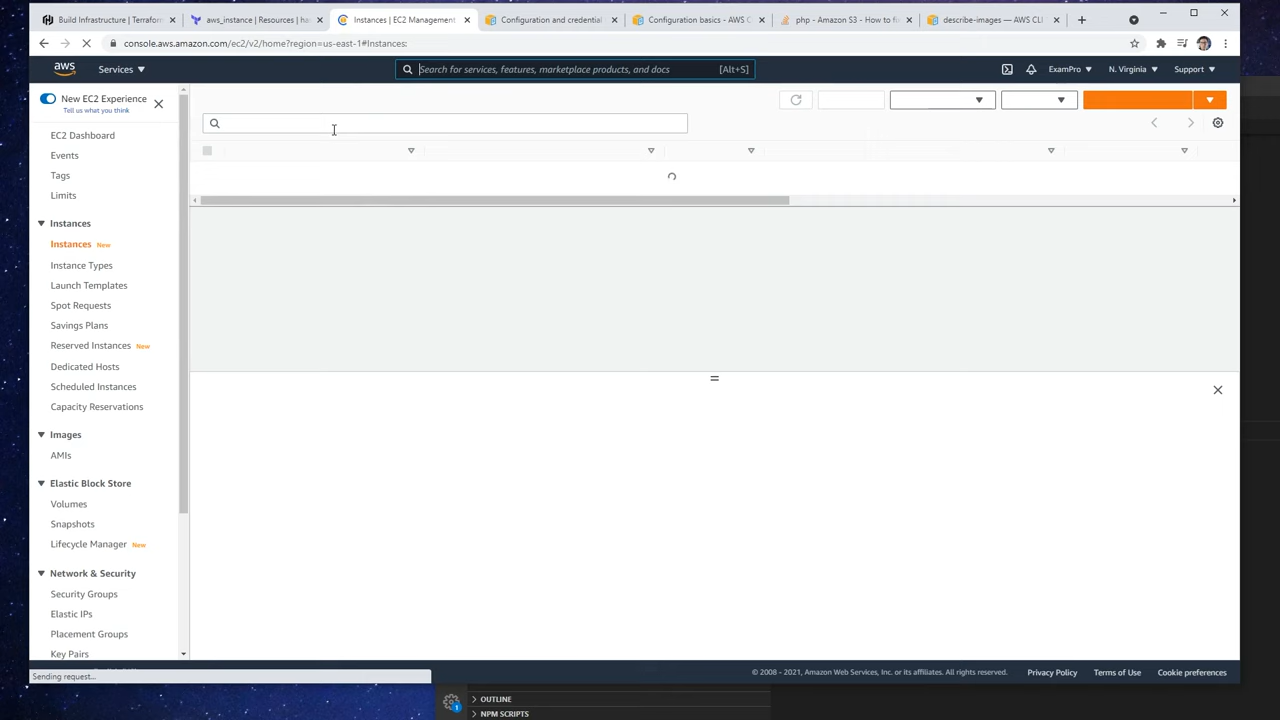 Build Infrastructure | Terraform
aws_instance | Resources | ha
Instances | EC2 Management
Configuration and credential
Configuration basics - AWS C
php - Amazon S3 - How to fi
describe-images — AWS CLI
console.aws.amazon.com/ec2/v2/home?region=us-east-1#Instances:
aws
Services
Search for services, features, marketplace products, and docs
[Alt+S]
ExamPro
N. Virginia
Support
New EC2 Experience
Tell us what you think
EC2 Dashboard
Events
Tags
Limits
Instances
Instances New
Instance Types
Launch Templates
Spot Requests
Savings Plans
Reserved Instances New
Dedicated Hosts
Scheduled Instances
Capacity Reservations
Images
AMIs
Elastic Block Store
Volumes
Snapshots
Lifecycle Manager New
Network & Security
Security Groups
Elastic IPs
Placement Groups
Key Pairs
© 2008 - 2021, Amazon Web Services, Inc. or its affiliates. All rights reserved.
Privacy Policy
Terms of Use
Cookie preferences
Sending request...
OUTLINE
1
NPM SCRIPTS